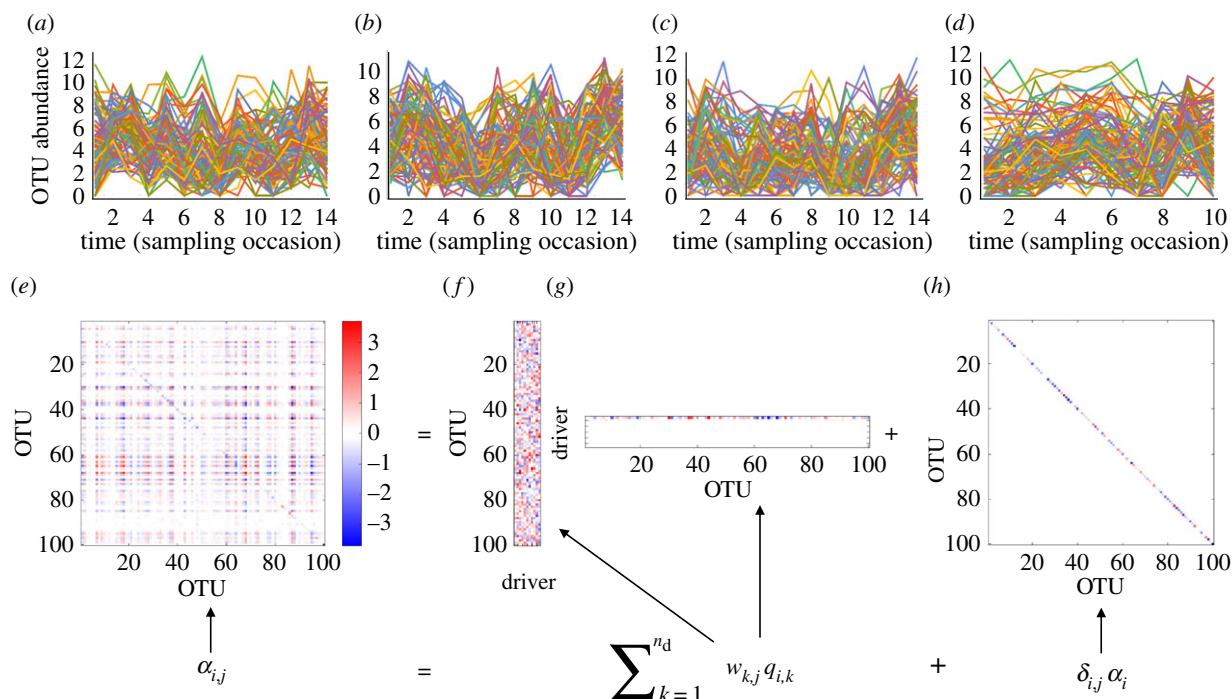 (a) (b) (c) (d)
OTU abundance
12 10 8 6 4 2 0
10 8 6 4 2 0
12 10 8 6 4 2 0
12 10 8 6 4 2 0
2 4 6 8 10 12 14
2 4 6 8 10 12 14
2 4 6 8 10 12 14
2 4 6 8 10
time (sampling occasion) time (sampling occasion) time (sampling occasion) time (sampling occasion)
(e) (f) (g) (h)
OTU
20 40 60 80 100
20 40 60 80 100
OTU
3 2 1 0 −1 −2 −3
=
OTU
20 40 60 80 100
driver
driver
20 40 60 80 100
OTU
+
OTU
20 40 60 80 100
20 40 60 80 100
OTU
α_{i,j} = ∑_{k=1}^{n_d} w_{k,j} q_{i,k} + δ_{i,j} α_i